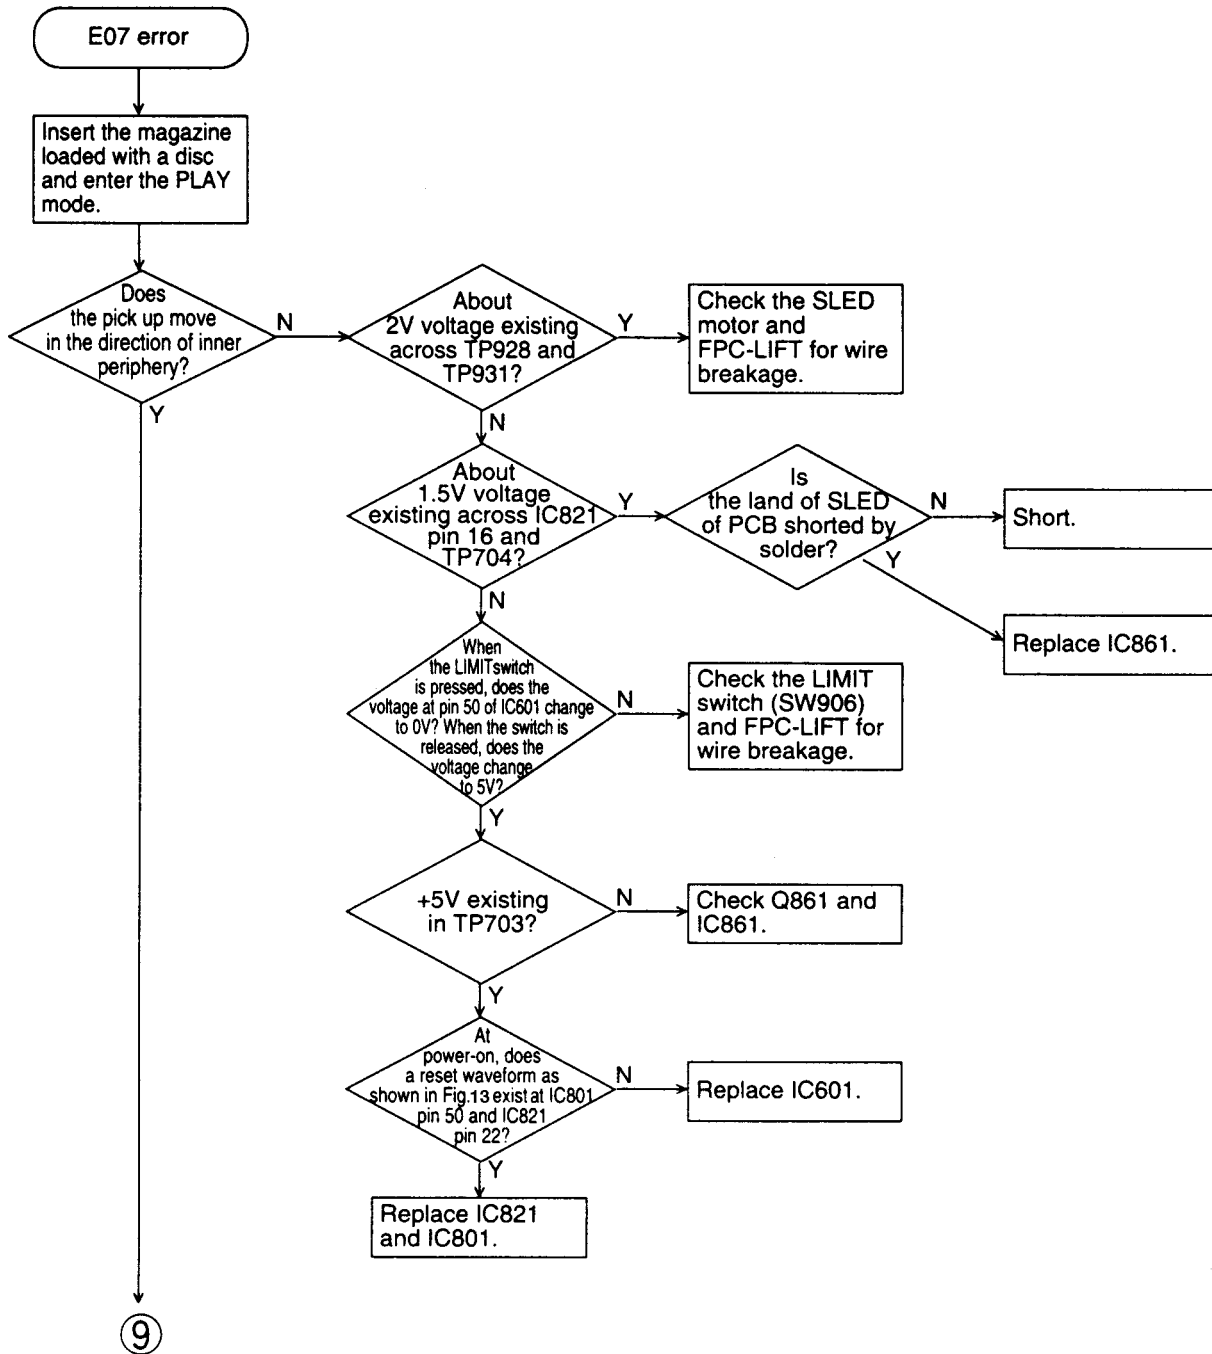 E07 error
Insert the magazine
loaded with a disc
and enter the PLAY
mode.
Does
the pick up move
in the direction of inner
periphery?
N
Y
About
2V voltage existing
across TP928 and
TP931?
Y
N
Check the SLED
motor and
FPC-LIFT for wire
breakage.
About
1.5V voltage
existing across IC821
pin 16 and
TP704?
Y
N
Is
the land of SLED
of PCB shorted by
solder?
N
Y
Short.
Replace IC861.
When
the LIMITswitch
is pressed, does the
voltage at pin 50 of IC601 change
to 0V? When the switch is
released, does the
voltage change
to 5V?
N
Y
Check the LIMIT
switch (SW906)
and FPC-LIFT for
wire breakage.
+5V existing
in TP703?
N
Y
Check Q861 and
IC861.
At
power-on, does
a reset waveform as
shown in Fig.13 exist at IC801
pin 50 and IC821
pin 22?
N
Y
Replace IC601.
Replace IC821
and IC801.
9